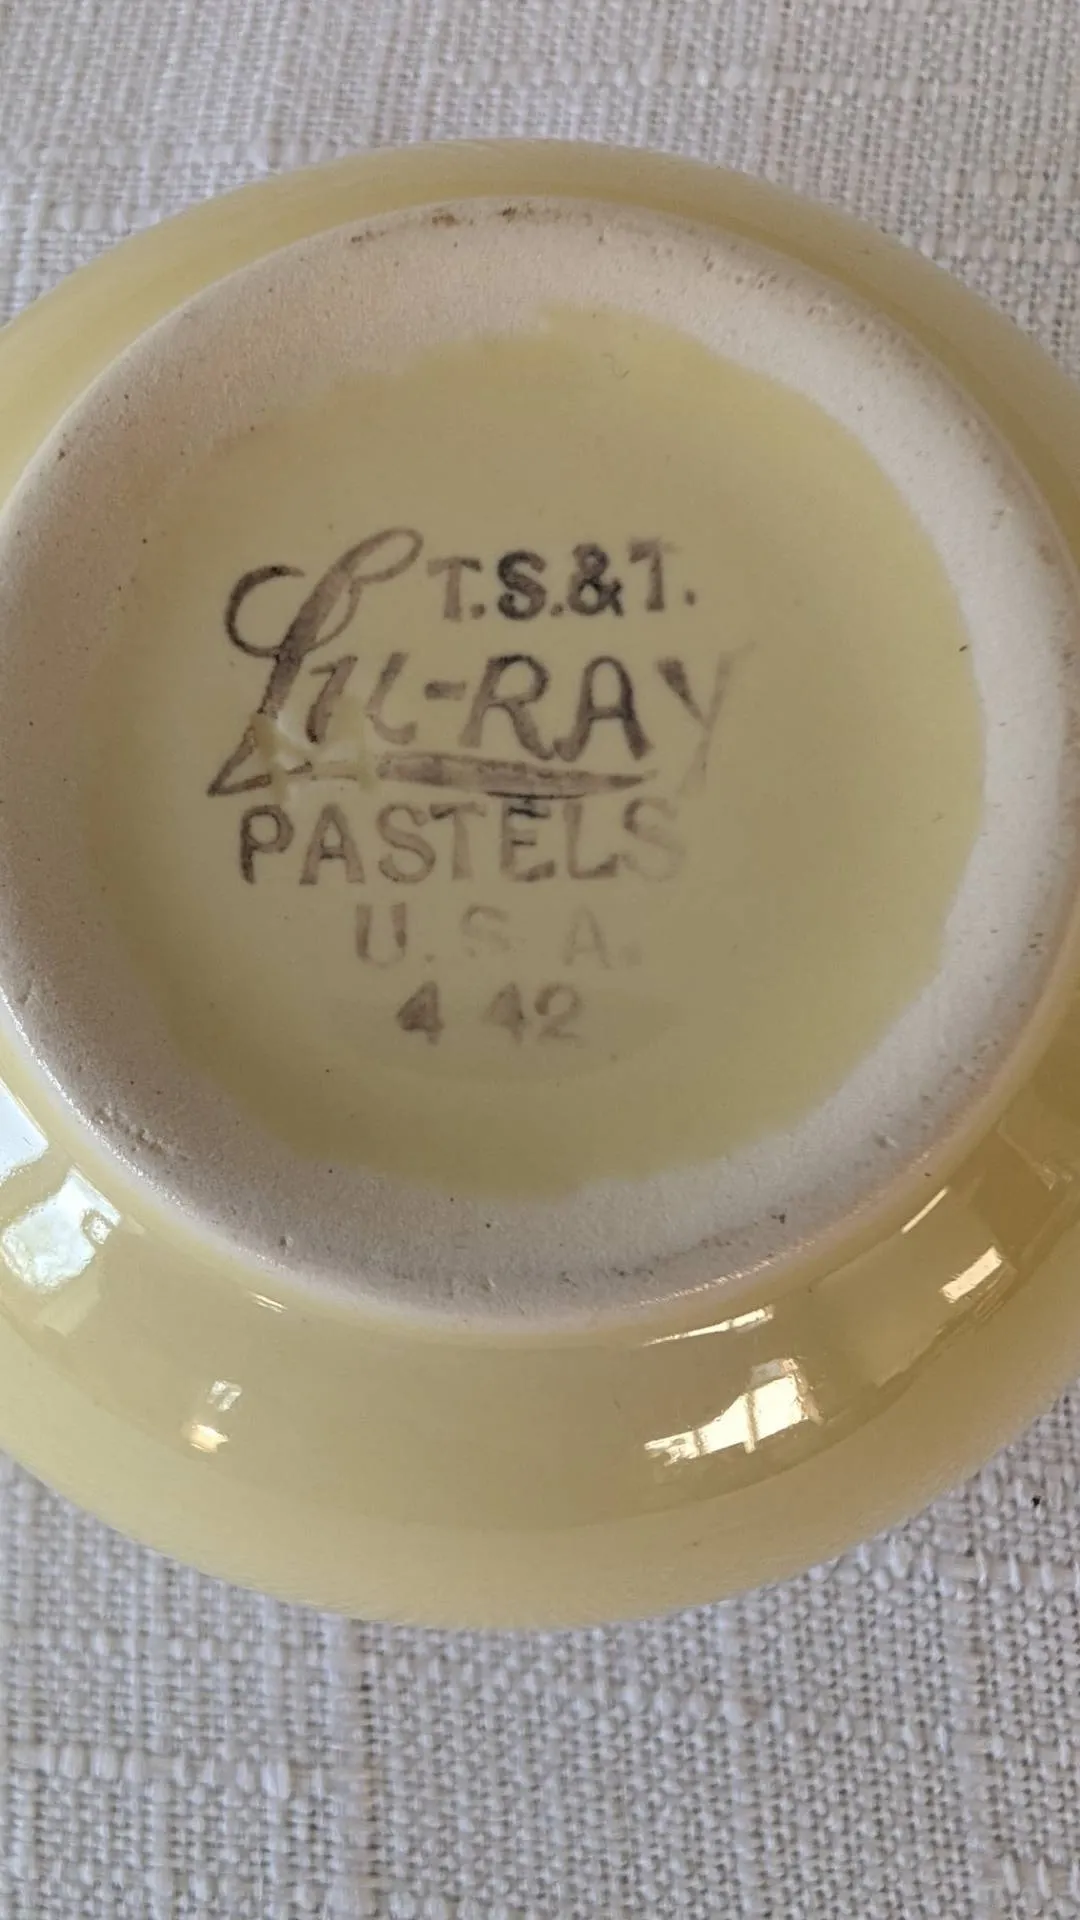 T.S.&T.
Lu-RAY
PASTELS
U.S.A.
4 42